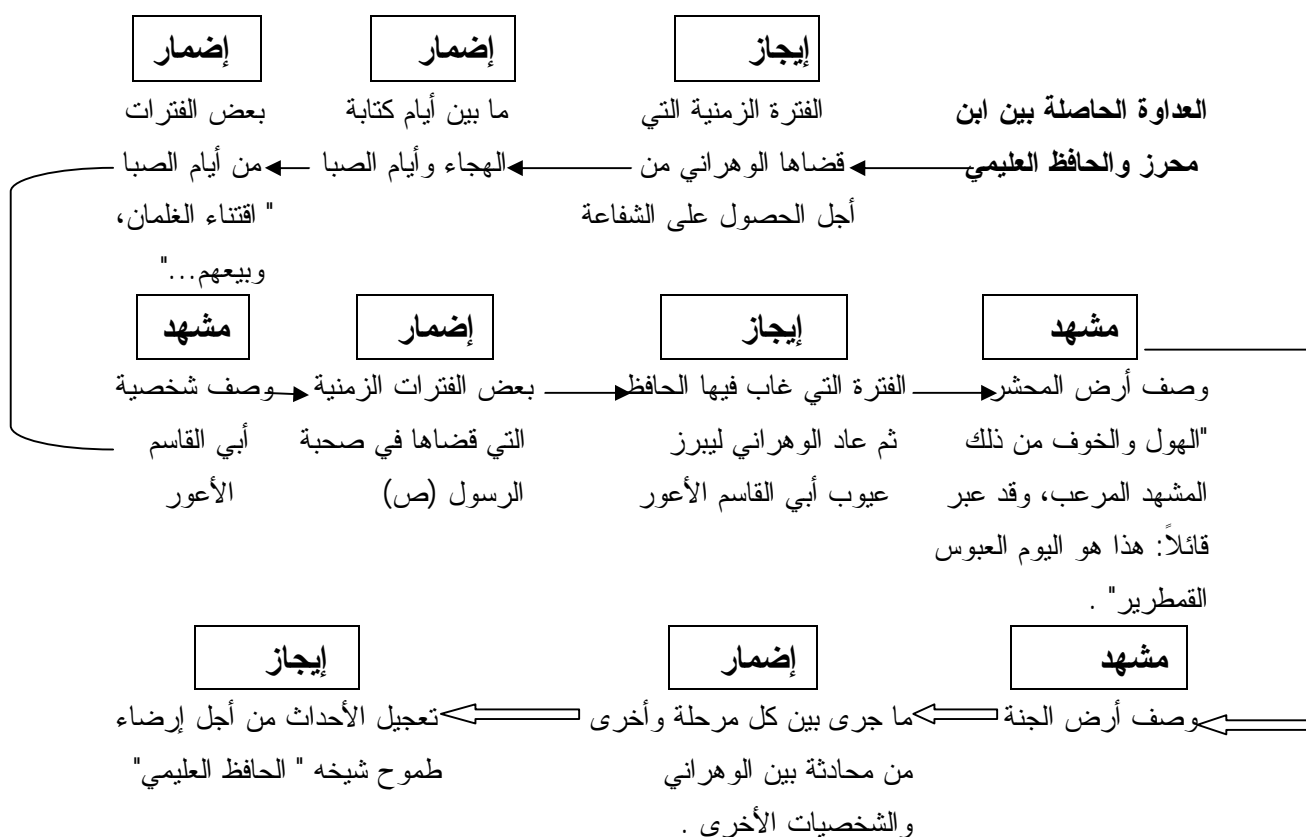 إيجاز
إضمار
إضمار
العداوة الحاصلة بين ابن
محرز والحافظ العليمي
الفترة الزمنية التي
قضاها الوهراني من
أجل الحصول على الشفاعة
ما بين أيام كتابة
الهجاء وأيام الصبا
بعض الفترات
من أيام الصبا
" اقتناء الغلمان،
وبيعهم..."
مشهد
إيجاز
إضمار
مشهد
وصف أرض المحشر
"الهول والخوف من ذلك
المشهد المرعب، وقد عبر
قائلاً: هذا هو اليوم العبوس
القمطرير" .
الفترة التي غاب فيها الحافظ
ثم عاد الوهراني ليبرز
عيوب أبي القاسم الأعور
بعض الفترات الزمنية
التي قضاها في صحبة
الرسول (ص)
وصف شخصية
أبي القاسم
الأعور
مشهد
إضمار
إيجاز
وصف أرض الجنة
ما جرى بين كل مرحلة وأخرى
من محادثة بين الوهراني
والشخصيات الأخرى .
تعجيل الأحداث من أجل إرضاء
طموح شيخه " الحافظ العليمي"